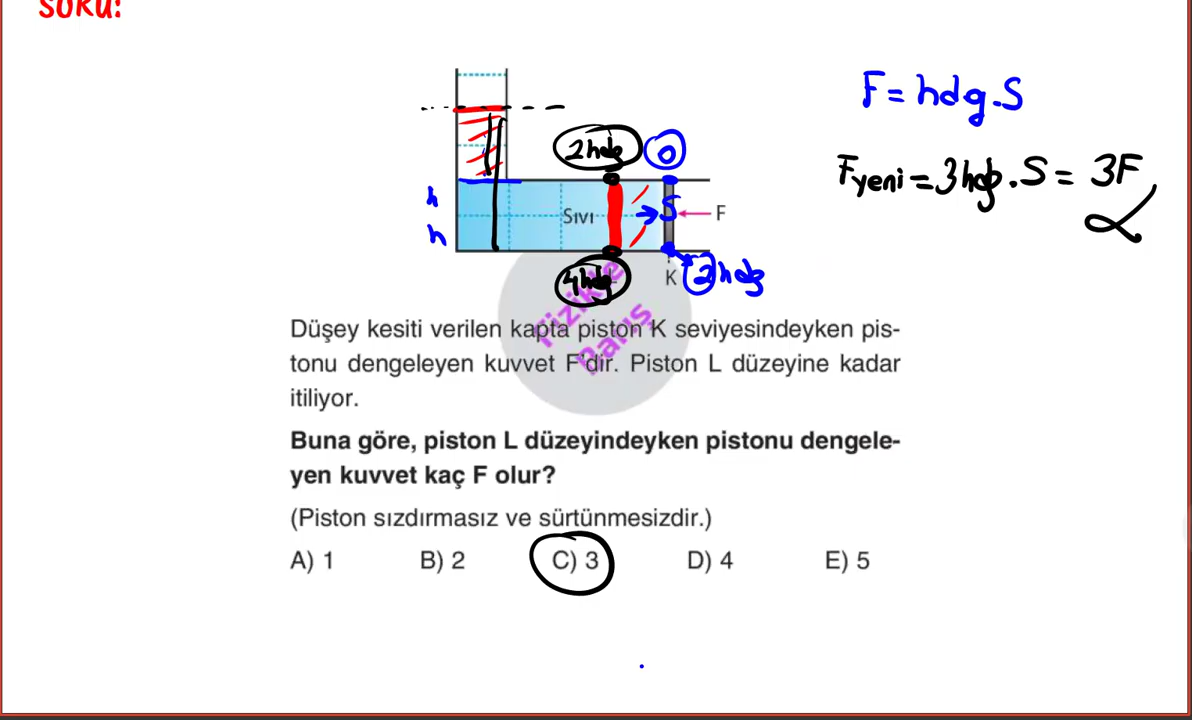 SORU:
F = hdg.S
2hdg 0
Fyeni = 3hdg.S = 3F
h
Sıvı S F
h
4hdg K 2hdg
Fizikle
Barış
Düşey kesiti verilen kapta piston K seviyesindeyken pis-
tonu dengeleyen kuvvet F'dir. Piston L düzeyine kadar
itiliyor.
Buna göre, piston L düzeyindeyken pistonu dengele-
yen kuvvet kaç F olur?
(Piston sızdırmasız ve sürtünmesizdir.)
A) 1 B) 2 C) 3 D) 4 E) 5